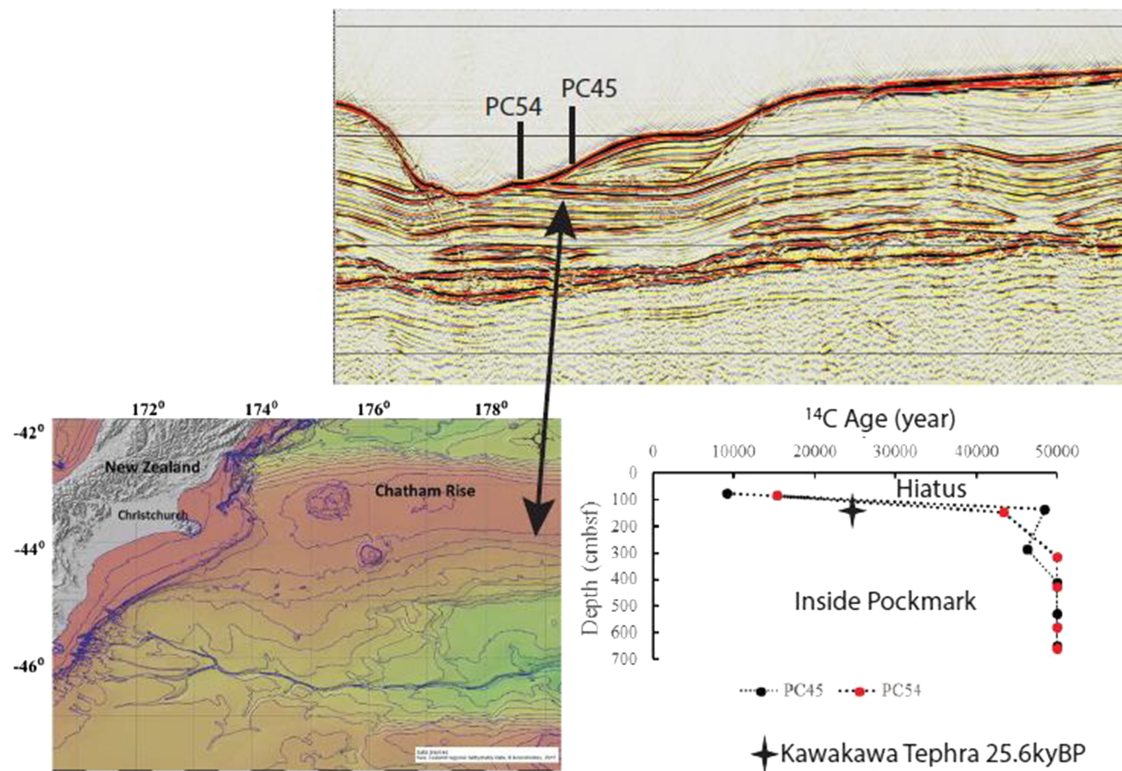 PC54
PC45
172⁰
174⁰
176⁰
178⁰
-42⁰
-44⁰
-46⁰
New Zealand
Chatham Rise
Christchurch
¹⁴C Age (year)
10000 20000 30000 40000 50000
0
100
200
300
400
500
600
700
Depth (cmbsf)
Hiatus
Inside Pockmark
PC45
PC54
Kawakawa Tephra 25.6kyBP